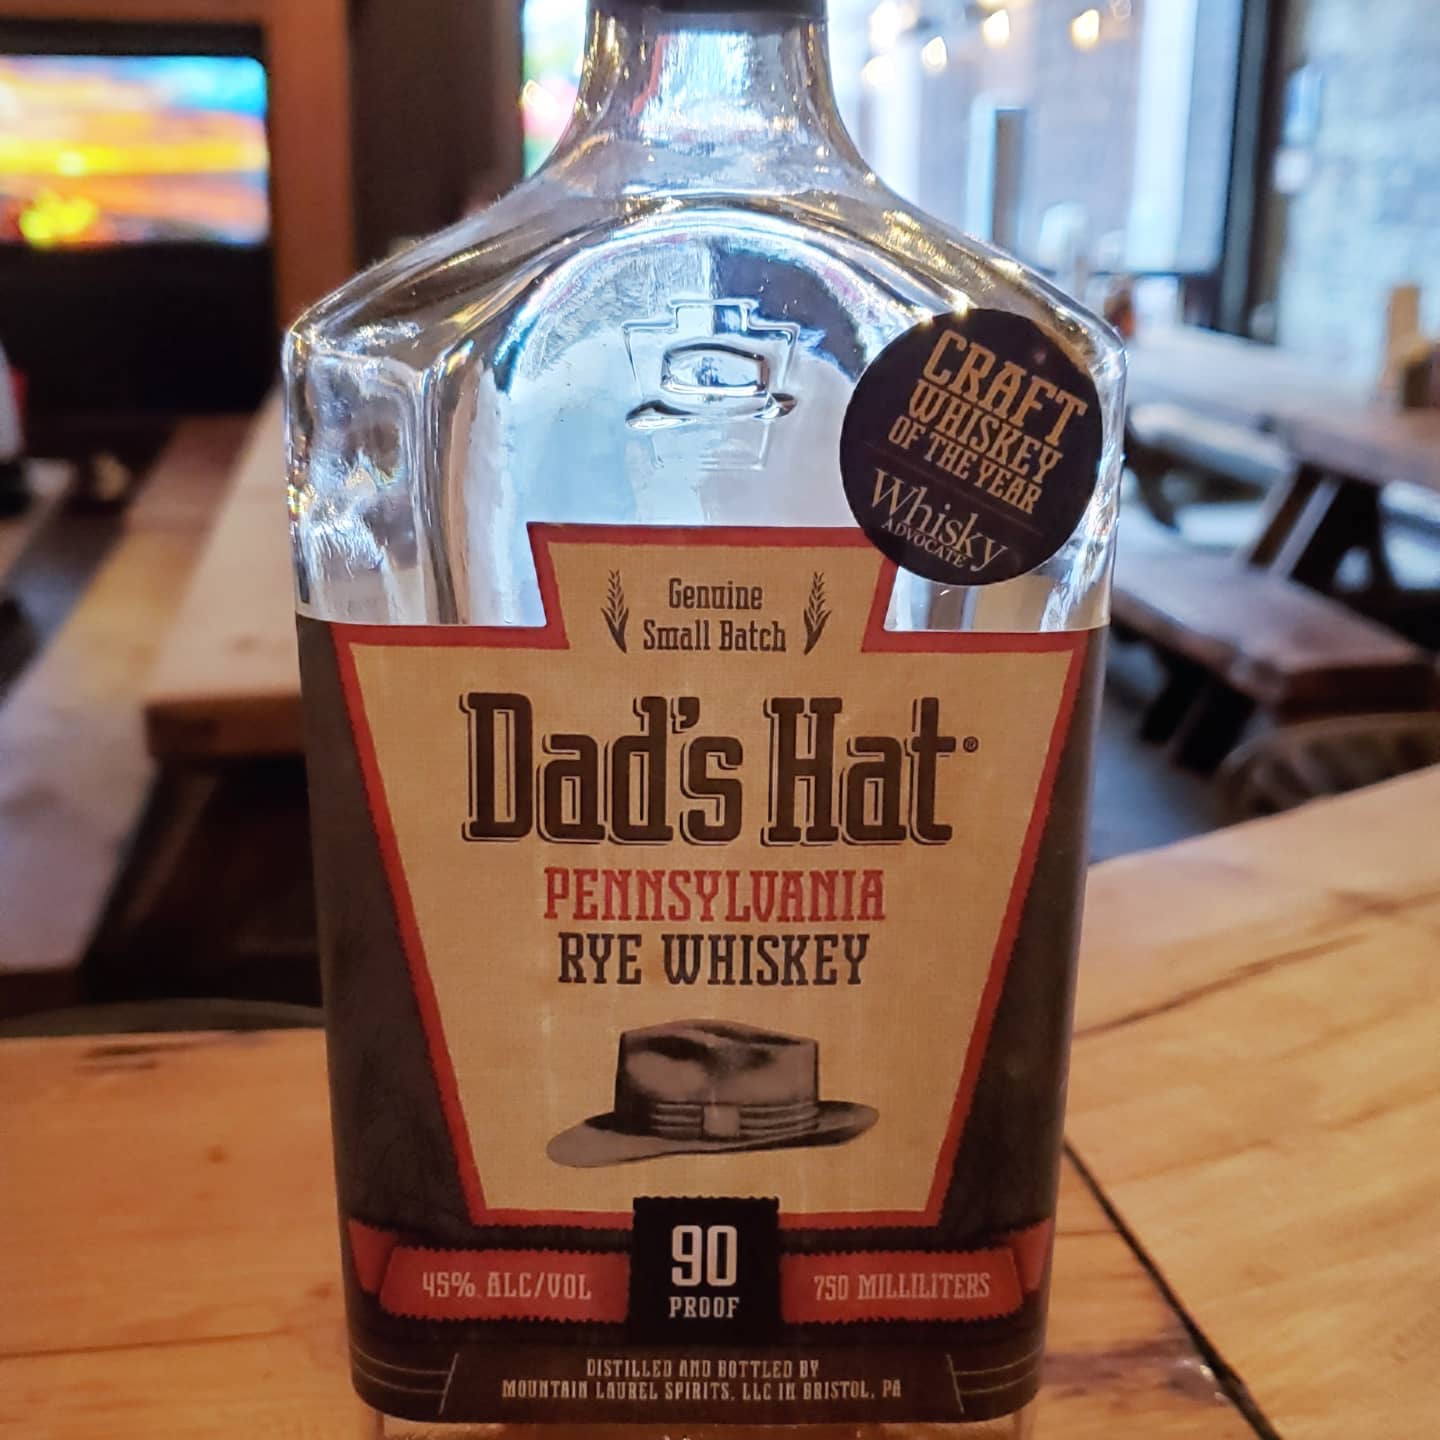 CRAFT
WHISKEY
OF THE YEAR
Whisky
ADVOCATE
Genuine
Small Batch
Dad's Hat®
PENNSYLVANIA
RYE WHISKEY
45% ALC/VOL
90
PROOF
750 MILLILITERS
DISTILLED AND BOTTLED BY
MOUNTAIN LAUREL SPIRITS, LLC IN BRISTOL, PA